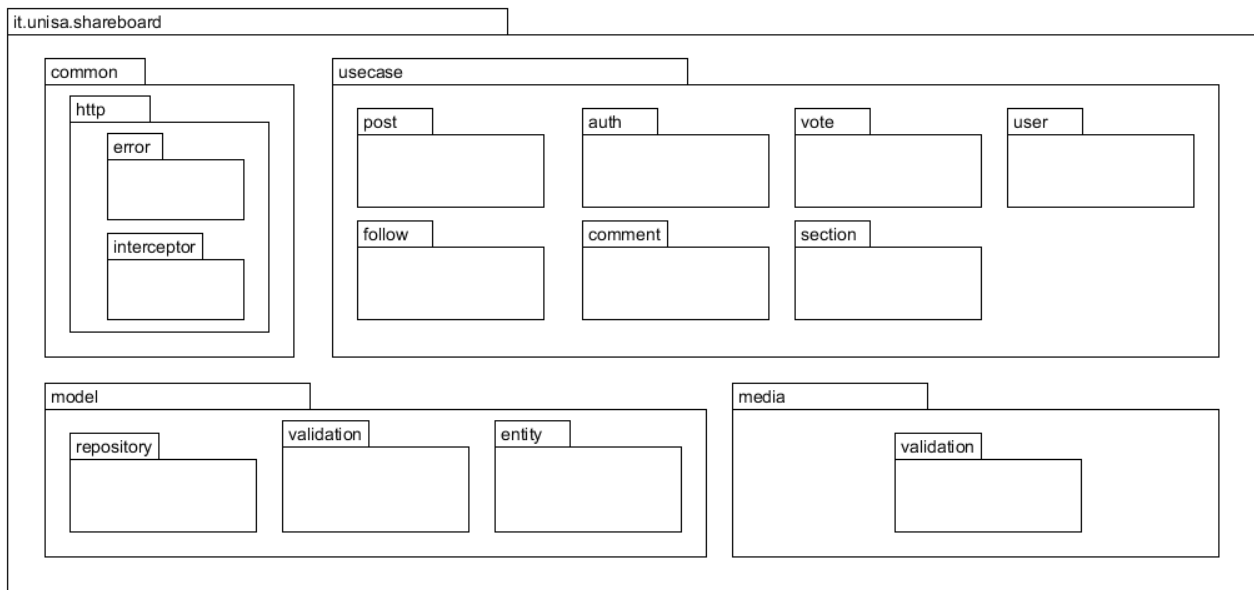 it.unisa.shareboard
common
usecase
http
post
auth
vote
user
error
follow
comment
section
interceptor
model
media
repository
validation
entity
validation